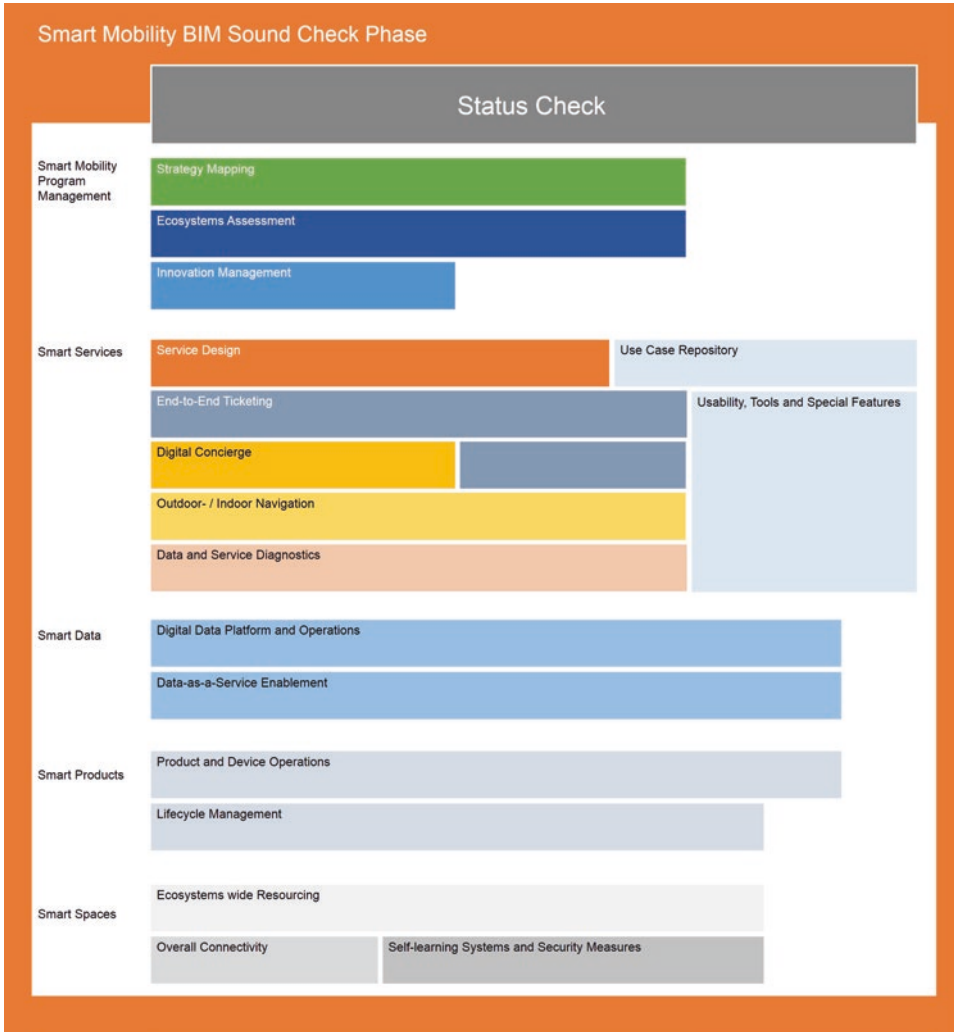 Smart Mobility BIM Sound Check Phase
Status Check
Smart Mobility
Program
Management
Strategy Mapping
Ecosystems Assessment
Innovation Management
Smart Services
Service Design
Use Case Repository
End-to-End Ticketing
Usability, Tools and Special Features
Digital Concierge
Outdoor- / Indoor Navigation
Data and Service Diagnostics
Smart Data
Digital Data Platform and Operations
Data-as-a-Service Enablement
Smart Products
Product and Device Operations
Lifecycle Management
Smart Spaces
Ecosystems wide Resourcing
Overall Connectivity
Self-learning Systems and Security Measures